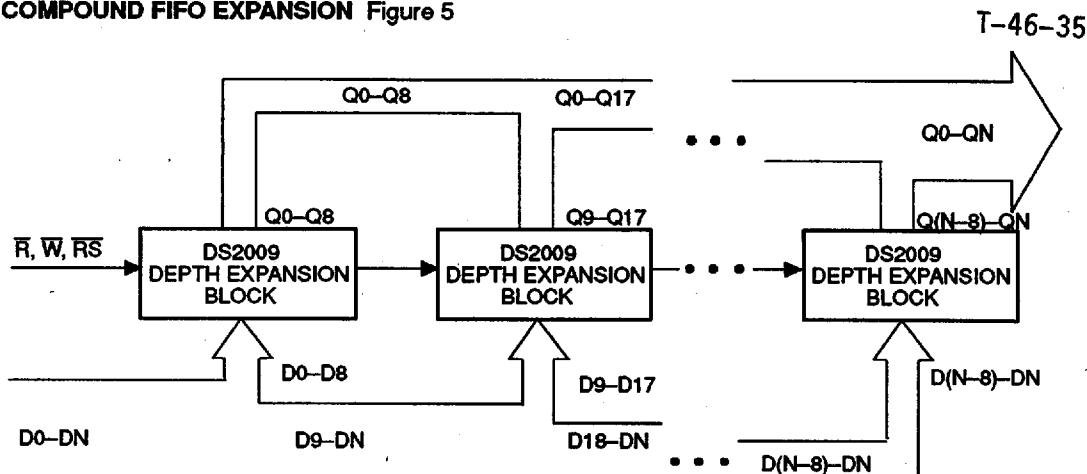 COMPOUND FIFO EXPANSION Figure 5
T-46-35
Q0–Q8
Q0–Q17
Q0–QN
Q0–Q8
Q9–Q17
Q(N–8)–QN
R̅, W̅, R̅S̅
DS2009
DEPTH EXPANSION
BLOCK
DS2009
DEPTH EXPANSION
BLOCK
DS2009
DEPTH EXPANSION
BLOCK
D0–D8
D9–D17
D(N–8)–DN
D0–DN
D9–DN
D18–DN
D(N–8)–DN